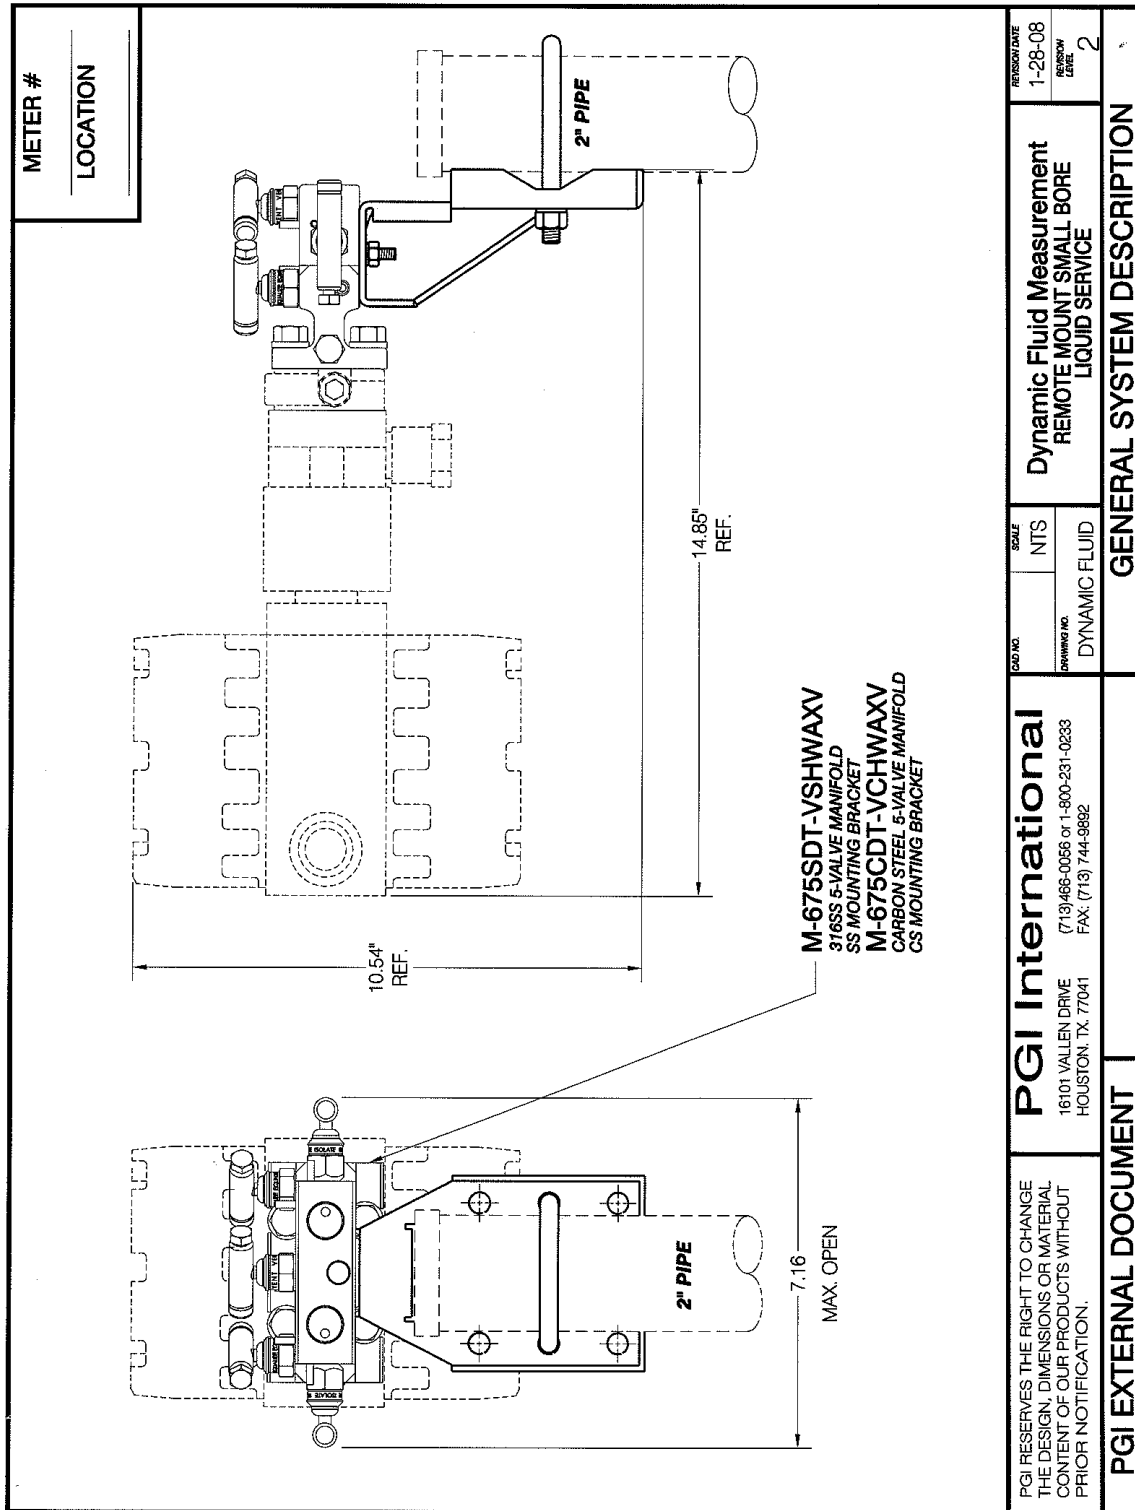 METER #
LOCATION
2" PIPE
14.85"
REF.
10.54"
REF.
M-675SDT-VSHWAXV
316SS 5-VALVE MANIFOLD
SS MOUNTING BRACKET
M-675CDT-VCHWAXV
CARBON STEEL 5-VALVE MANIFOLD
CS MOUNTING BRACKET
ISOLATE
ISOLATE
2" PIPE
7.16
MAX. OPEN
PGI RESERVES THE RIGHT TO CHANGE
THE DESIGN, DIMENSIONS OR MATERIAL
CONTENT OF OUR PRODUCTS WITHOUT
PRIOR NOTIFICATION.
PGI International
16101 VALLEN DRIVE
HOUSTON, TX. 77041
(713)466-0056 or 1-800-231-0233
FAX: (713) 744-9892
CAD NO.
SCALE
NTS
DRAWING NO.
DYNAMIC FLUID
Dynamic Fluid Measurement
REMOTE MOUNT SMALL BORE
LIQUID SERVICE
REVISION DATE
1-28-08
REVISION
LEVEL
2
PGI EXTERNAL DOCUMENT
GENERAL SYSTEM DESCRIPTION